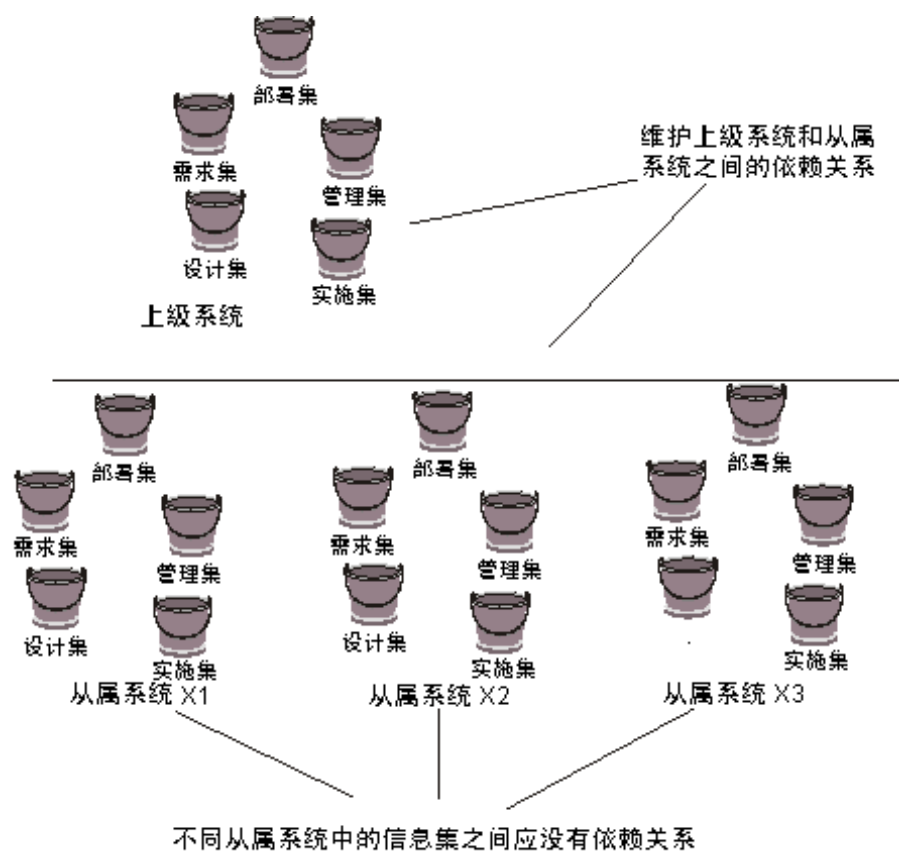 部署集
需求集
管理集
设计集
实施集
上级系统
维护上级系统和从属
系统之间的依赖关系
部署集
需求集
管理集
设计集
实施集
从属系统 X1
部署集
需求集
管理集
设计集
实施集
从属系统 X2
部署集
需求集
管理集
实施集
从属系统 X3
不同从属系统中的信息集之间应没有依赖关系